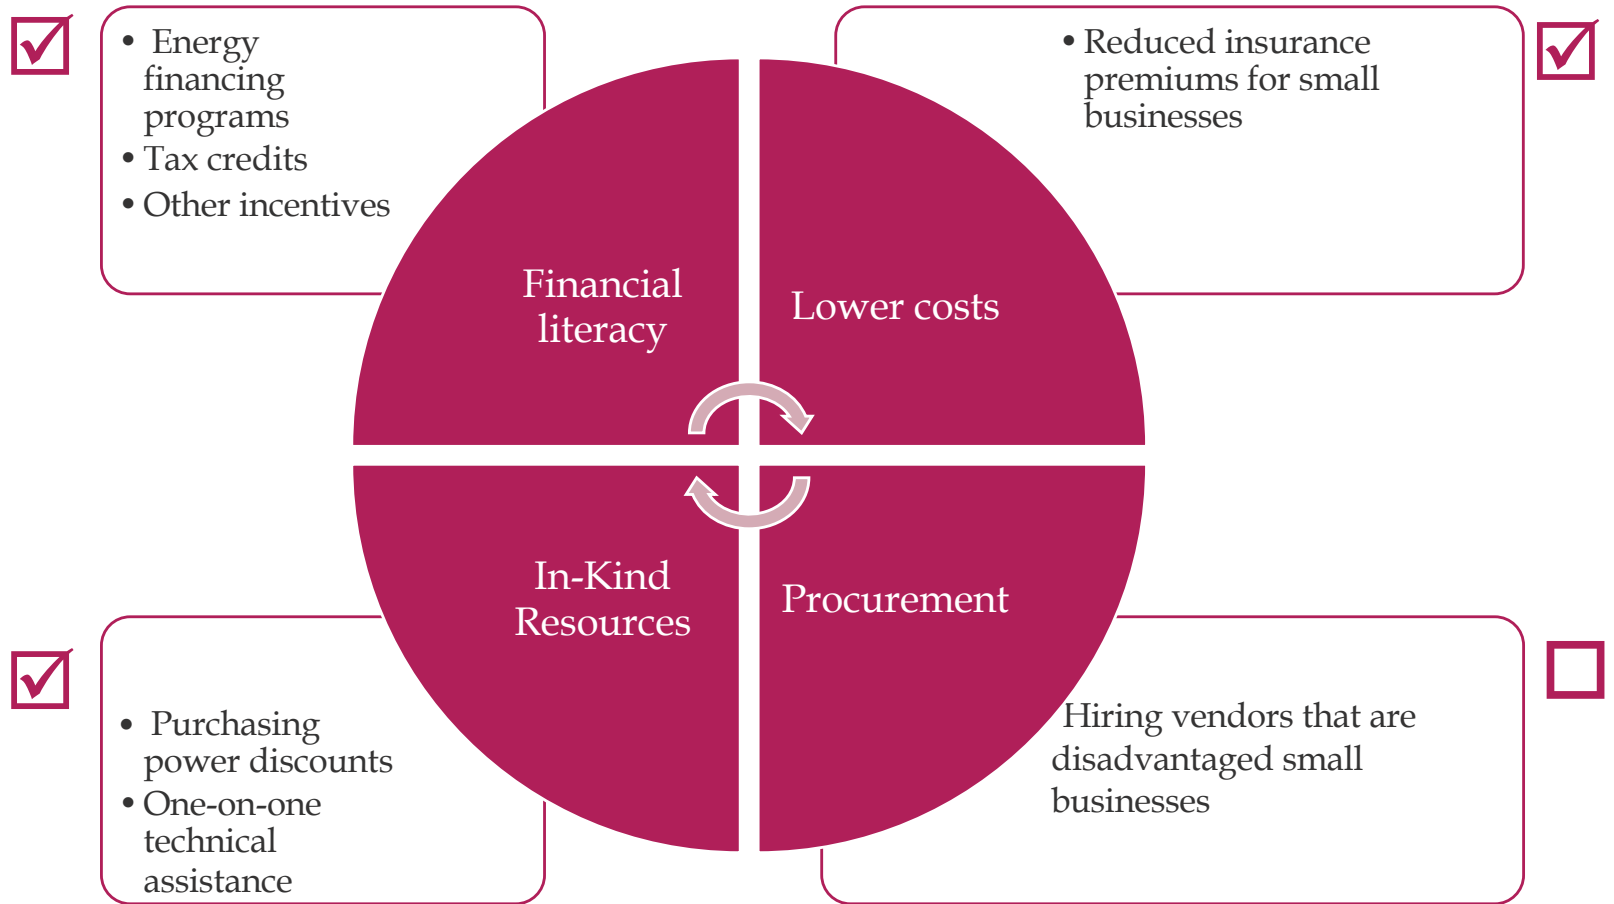 • Energy
financing
programs
• Tax credits
• Other incentives
• Reduced insurance
premiums for small
businesses
Financial
literacy
Lower costs
In-Kind
Resources
Procurement
• Purchasing
power discounts
• One-on-one
technical
assistance
Hiring vendors that are
disadvantaged small
businesses